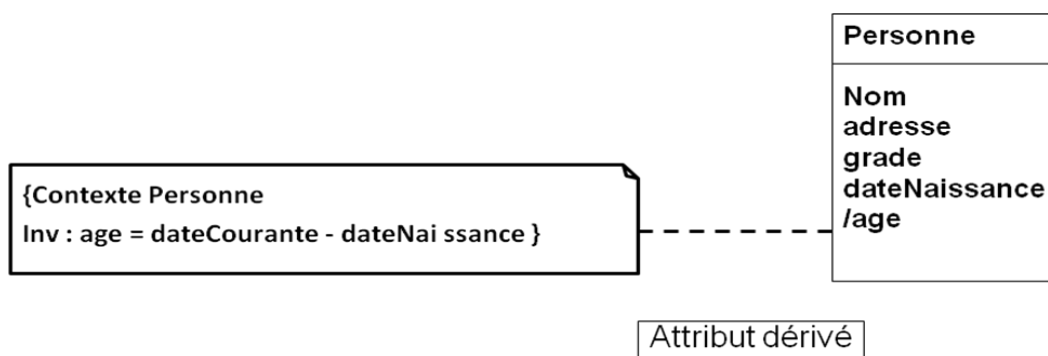 Personne
Nom
adresse
grade
dateNaissance
/age
{Contexte Personne
Inv : age = dateCourante - dateNai ssance }
Attribut dérivé